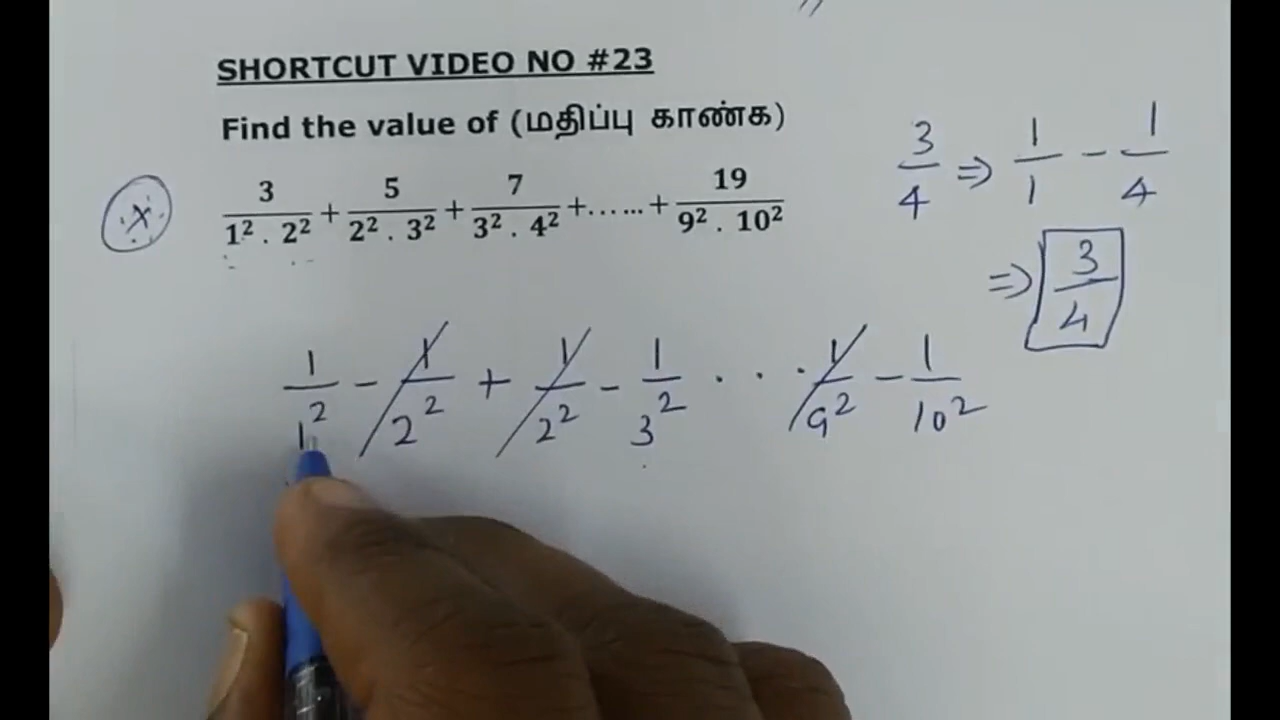 SHORTCUT VIDEO NO #23
Find the value of (மதிப்பு காண்க)
x
3/(1² . 2²) + 5/(2² . 3²) + 7/(3² . 4²) +……+ 19/(9² . 10²)
3/4 ⇒ 1/1 - 1/4
⇒ 3/4
1/1² - 1/2² + 1/2² - 1/3² . . . 1/9² - 1/10²